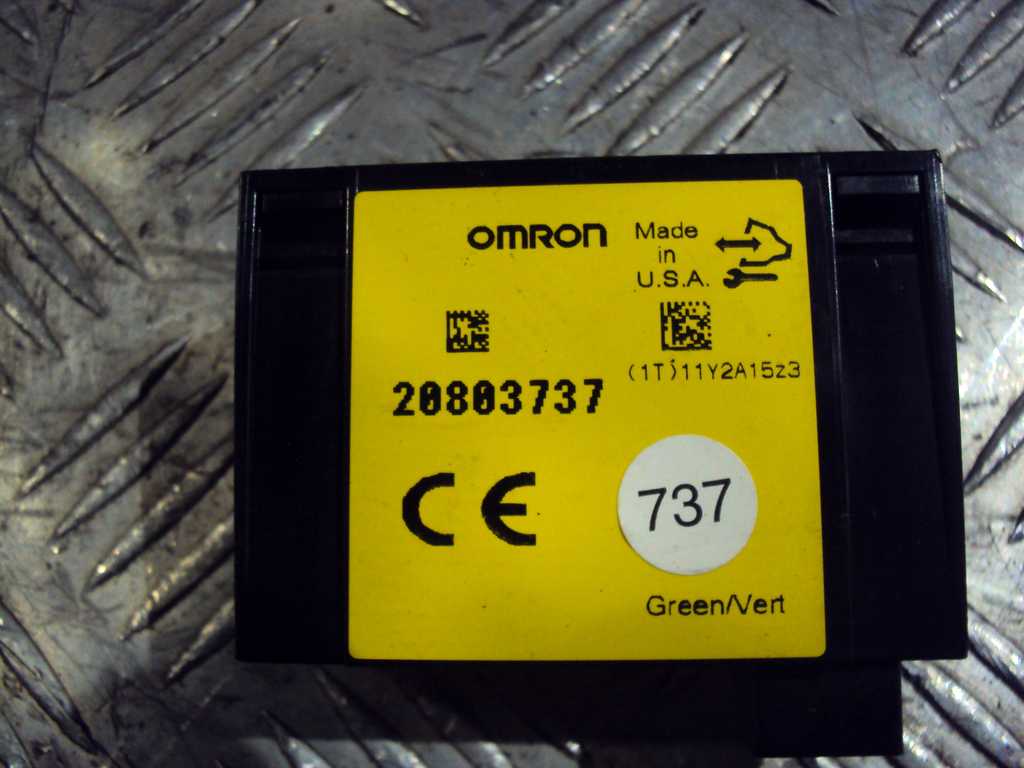 OMRON
Made
in
U.S.A.
(1T)11Y2A15z3
20803737
CE
737
Green/Vert